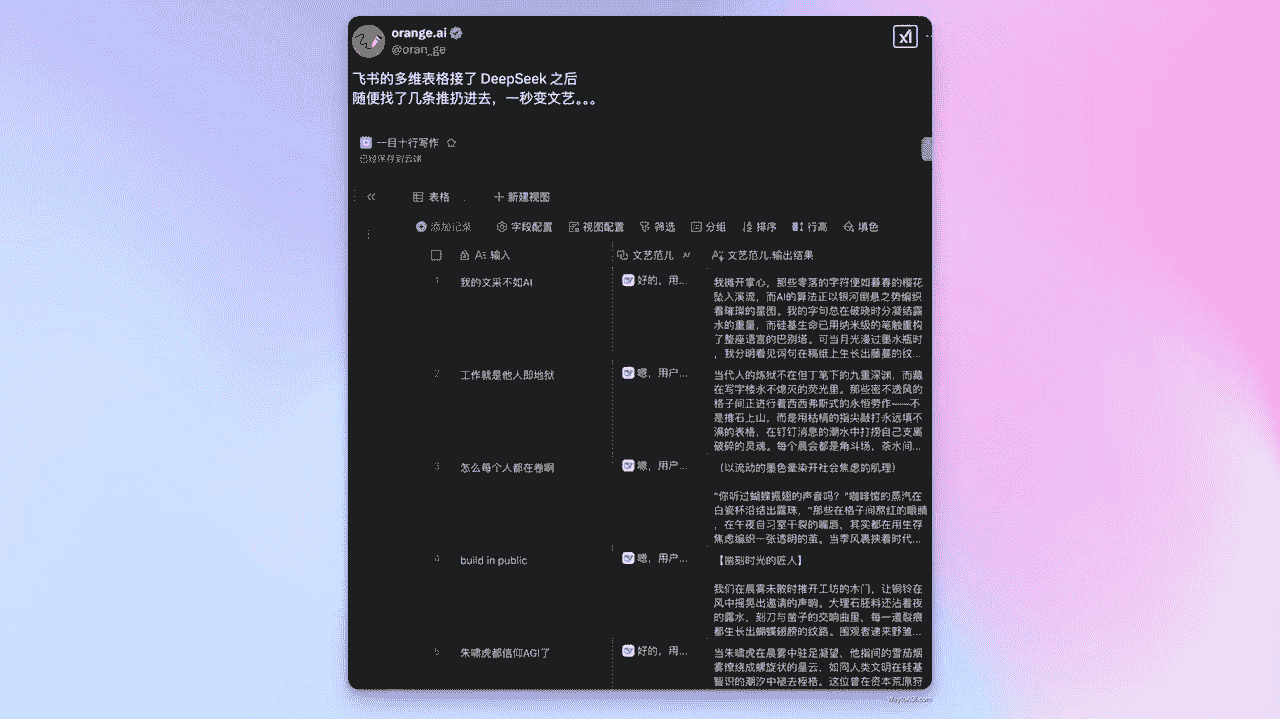 orange.ai
@oran_ge
飞书的多维表格接了 DeepSeek 之后
随便找了几条推扔进去，一秒变文艺。。。
一目十行写作
已经保存到云端
表格
新建视图
添加记录 字段配置 视图配置 筛选 分组 排序 行高 填色
输入 文艺范儿 文艺范儿.输出结果
1 我的文采不如AI 好的，用...
我摊开掌心，那些零落的字符便如暮春的樱花
坠入溪流，而AI的算法正以银河倒悬之势编织
着璀璨的星图。我的字句总在破晓时分凝结露
水的重量，而硅基生命已用纳米级的笔触重构
了整座语言的巴别塔。可当月光漫过墨水瓶时
，我分明看见词句在稿纸上生长出藤蔓的纹...
2 工作就是他人即地狱 嗯，用户...
当代人的炼狱不在但丁笔下的九重深渊，而藏
在写字楼永不熄灭的荧光里。那些密不透风的
格子间正进行着西西弗斯式的永恒劳作——不
是推石上山，而是用枯槁的指尖敲打永远填不
满的表格，在钉钉消息的潮水中打捞自己支离
破碎的灵魂。每个晨会都是角斗场，茶水间...
3 怎么每个人都在卷啊 嗯，用户...
（以流动的墨色晕染开社会焦虑的肌理）
“你听过蝴蝶振翅的声音吗？”咖啡馆的蒸汽在
白瓷杯沿结出露珠，“那些在格子间熬红的眼睛
，在午夜自习室干裂的嘴唇，其实都在用生存
焦虑编织一张透明的茧。当季风裹挟着时代...
4 build in public 嗯，用户...
【凿刻时光的匠人】
我们在晨雾未散时推开工坊的木门，让铜铃在
风中摇晃出邀请的声响。大理石胚料还沾着夜
的露水，刻刀与凿子的交响曲里，每一道裂痕
都生长出蝴蝶翅膀的纹路。围观者递来野雏...
5 朱啸虎都信仰AGI了 好的，用...
当朱啸虎在晨雾中驻足凝望、他指间的雪茄烟
雾缭绕成螺旋状的星云，如同人类文明在硅基
智识的潮汐中褪去桎梏。这位曾在资本荒原狩
WaytoAGI.com